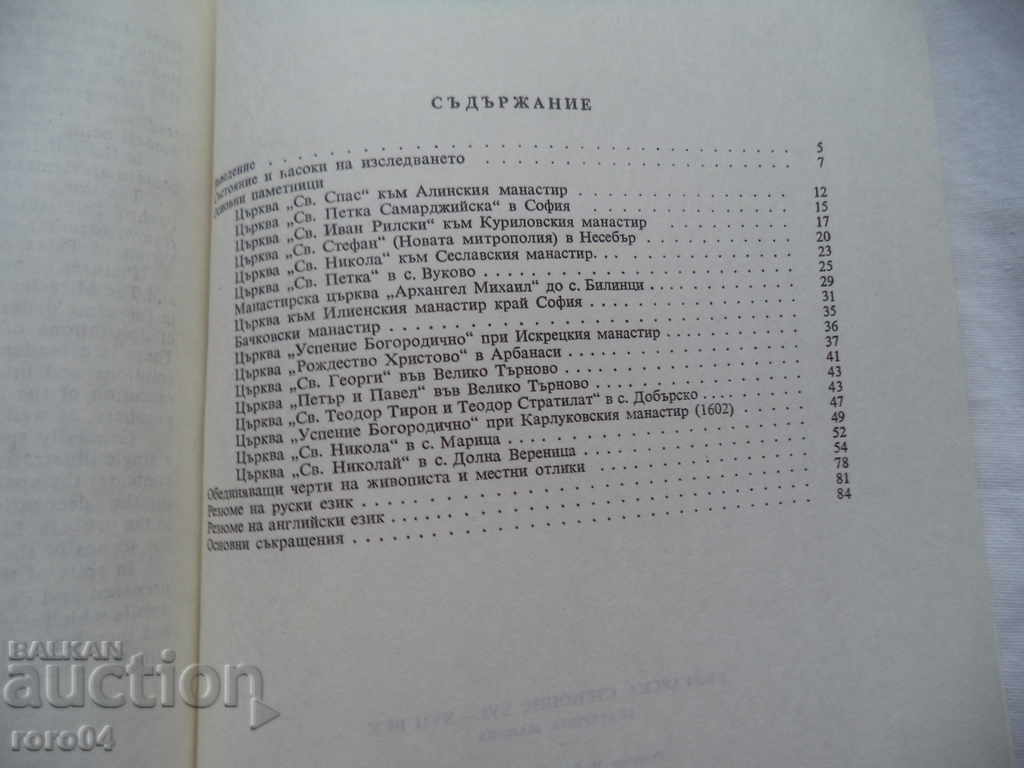 СЪДЪРЖАНИЕ
Въведение . . . 5
Състояние и насоки на изследването . . . 7
Основни паметници
Църква „Св. Спас“ към Алинския манастир . . . 12
Църква „Св. Петка Самарджийска“ в София . . . 15
Църква „Св. Иван Рилски“ към Куриловския манастир . . . 17
Църква „Св. Стефан“ (Новата митрополия) в Несебър . . . 20
Църква „Св. Никола“ към Сеславския манастир . . . 23
Църква „Св. Петка“ в с. Вуково . . . 25
Манастирска църква „Архангел Михаил“ до с. Билинци . . . 29
Църква към Илиенския манастир край София . . . 31
Бачковски манастир . . . 35
Църква „Успение Богородично“ при Искрецкия манастир . . . 36
Църква „Рождество Христово“ в Арбанаси . . . 37
Църква „Св. Георги“ във Велико Търново . . . 41
Църква „Петър и Павел“ във Велико Търново . . . 43
Църква „Св. Теодор Тирон и Теодор Стратилат“ в с. Добърско . . . 43
Църква „Успение Богородично“ при Карлуковския манастир (1602) . . . 47
Църква „Св. Никола“ в с. Марица . . . 49
Църква „Св. Николай“ в с. Долна Вереница . . . 52
Обединяващи черти на живописта и местни отлики . . . 54
Резюме на руски език . . . 78
Резюме на английски език . . . 81
Основни съкращения . . . 84
BALKAN
auction
roro04